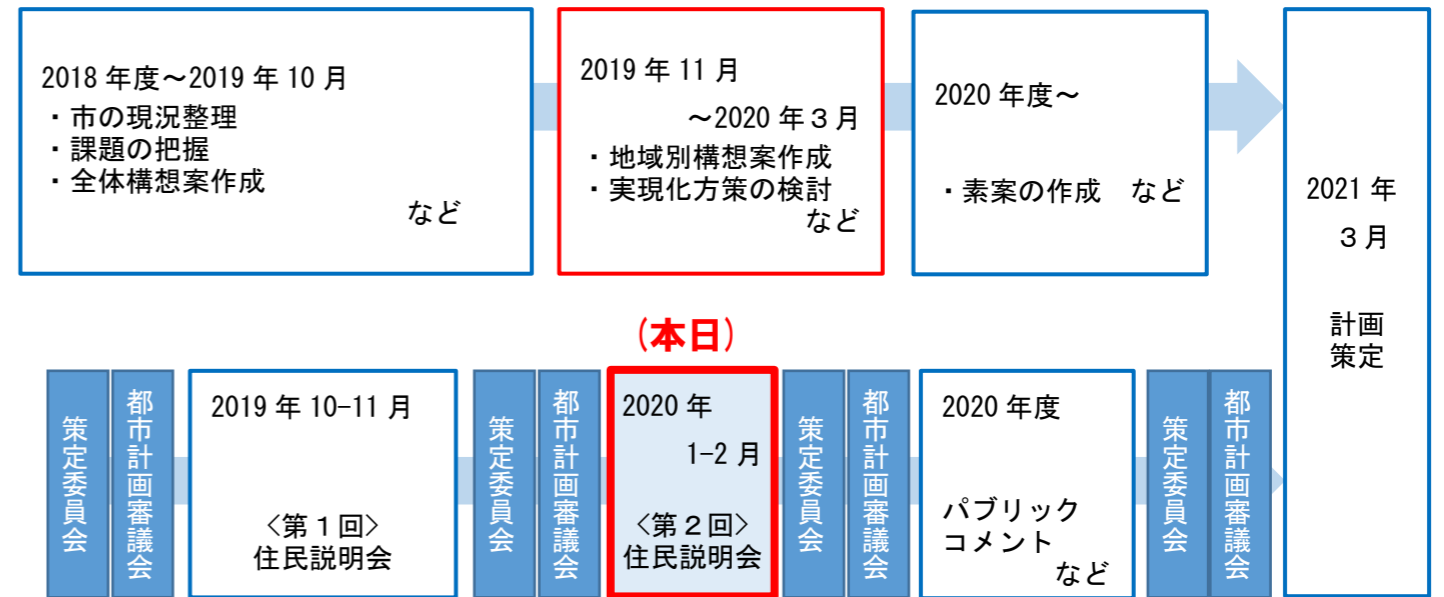 2018 年度～2019 年 10 月
・市の現況整理
・課題の把握
・全体構想案作成
など
2019 年 11 月
～2020 年３月
・地域別構想案作成
・実現化方策の検討
など
2020 年度～
・素案の作成　など
2021 年
３月
計画
策定
(本日)
策定委員会
都市計画審議会
2019 年 10-11 月
〈第１回〉
住民説明会
策定委員会
都市計画審議会
2020 年
1-2 月
〈第２回〉
住民説明会
策定委員会
都市計画審議会
2020 年度
パブリック
コメント
など
策定委員会
都市計画審議会